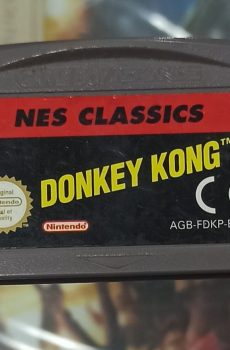 NES CLASSICS
DONKEY KONG™
Nintendo
AGB-FDKP-E